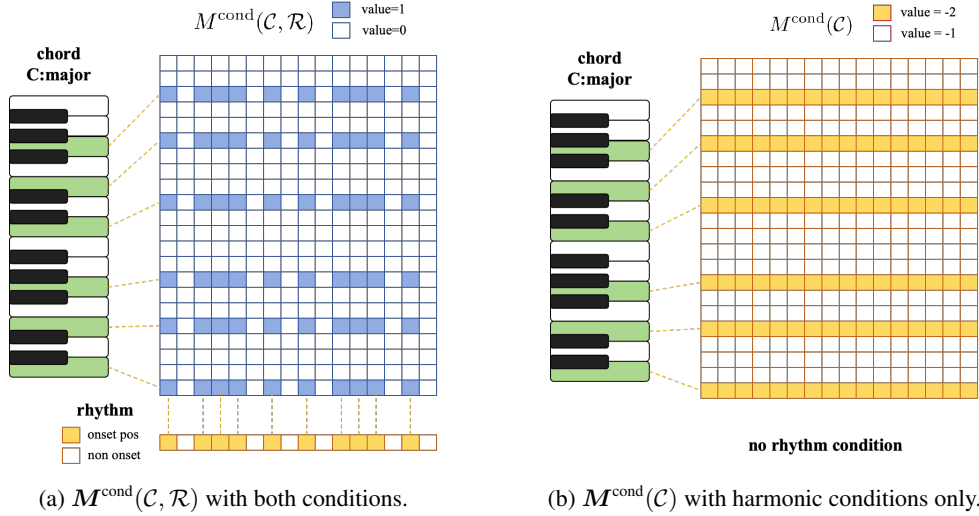 M^cond(C, R)
value=1
value=0
chord
C:major
rhythm
onset pos
non onset
(a) M^cond(C, R) with both conditions.
M^cond(C)
value = -2
value = -1
chord
C:major
no rhythm condition
(b) M^cond(C) with harmonic conditions only.